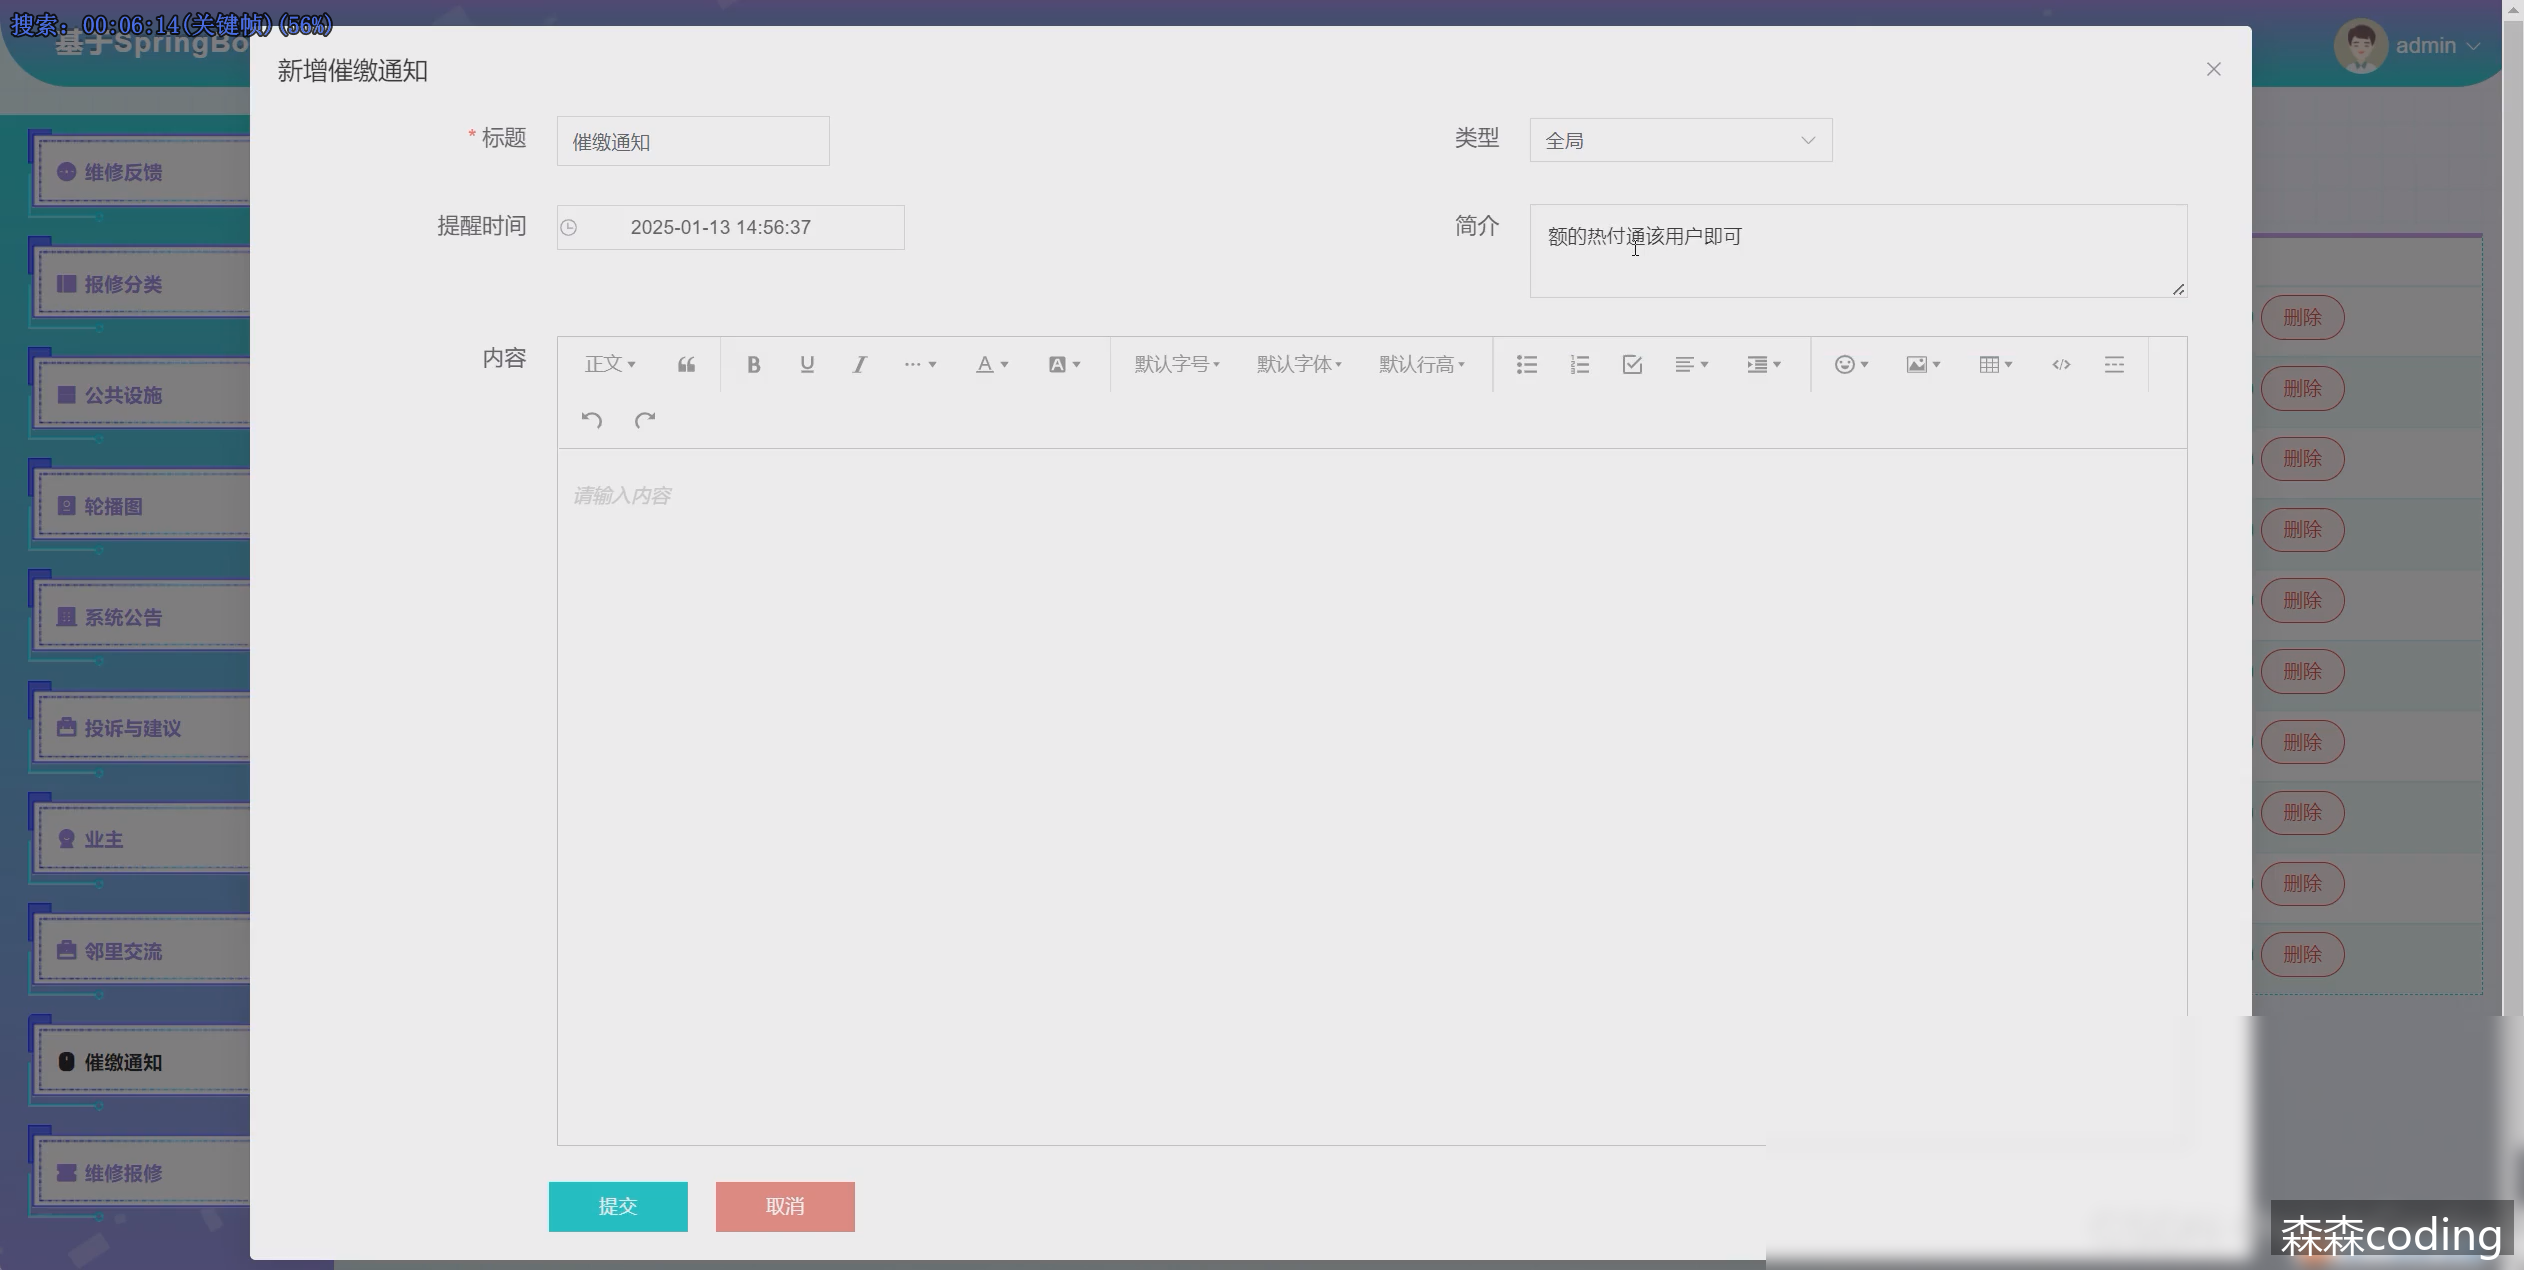 搜索: 00:06:14(关键帧)(56%)
基于SpringBo
admin
新增催缴通知
* 标题
催缴通知
类型
全局
提醒时间
2025-01-13 14:56:37
简介
额的热付通该用户即可
内容
正文
默认字号
默认字体
默认行高
请输入内容
提交
取消
维修反馈
报修分类
公共设施
轮播图
系统公告
投诉与建议
业主
邻里交流
催缴通知
维修报修
删除
删除
删除
删除
删除
删除
删除
删除
删除
删除
森森coding